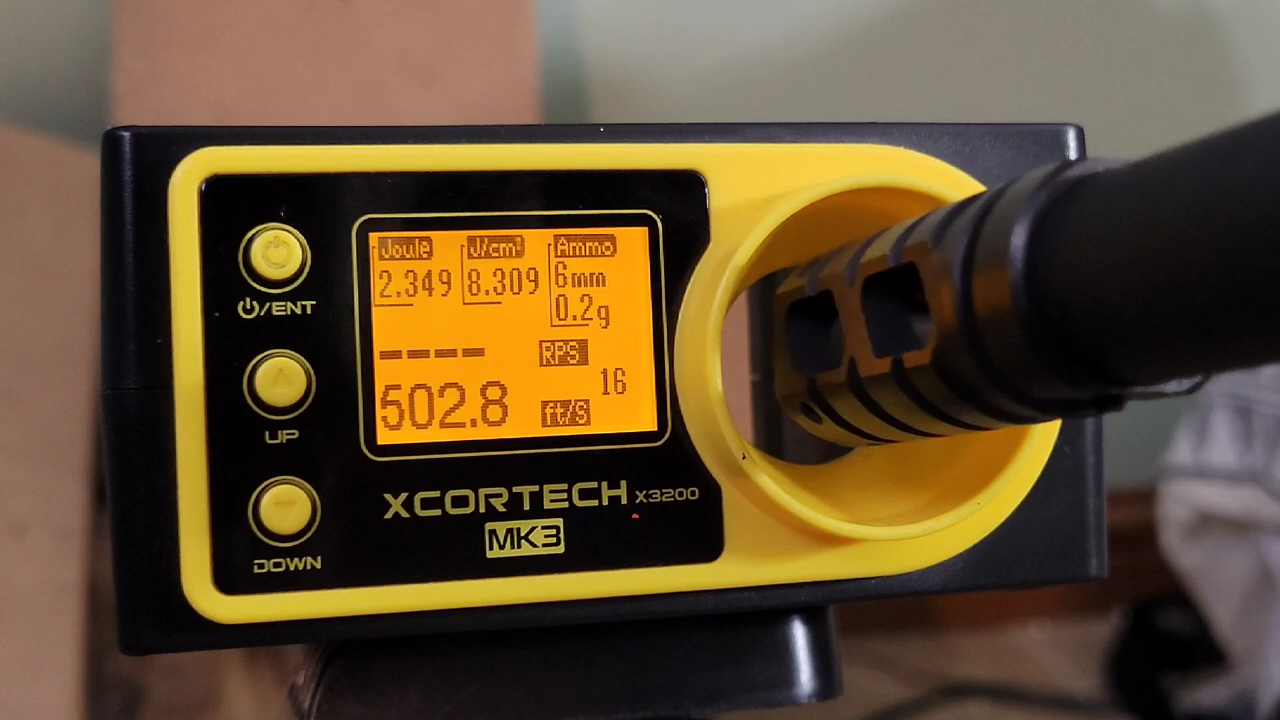 Joule J/cm² Ammo
2.349 8.309 6mm
0.2g
---- RPS
16
502.8 ft/S
⏻/ENT
UP
DOWN
XCORTECH X3200
MK3